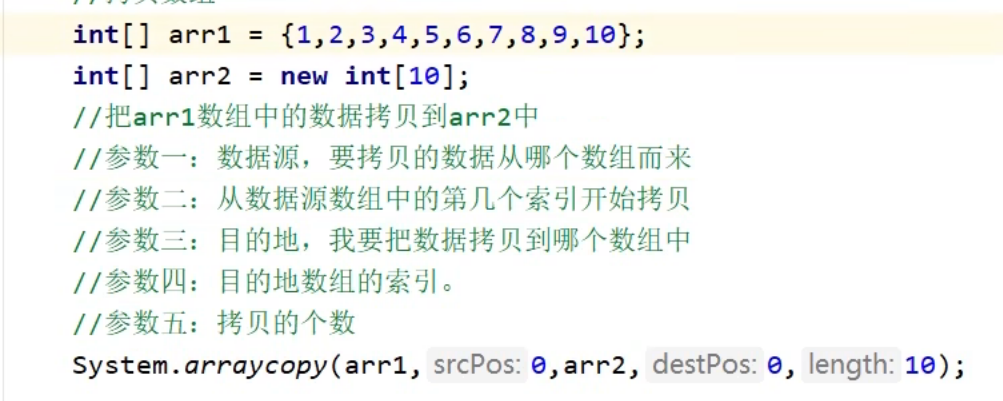 int[] arr1 = {1,2,3,4,5,6,7,8,9,10};
int[] arr2 = new int[10];
//把arr1数组中的数据拷贝到arr2中
//参数一：数据源，要拷贝的数据从哪个数组而来
//参数二：从数据源数组中的第几个索引开始拷贝
//参数三：目的地，我要把数据拷贝到哪个数组中
//参数四：目的地数组的索引。
//参数五：拷贝的个数
System.arraycopy(arr1, srcPos: 0,arr2, destPos: 0, length: 10);